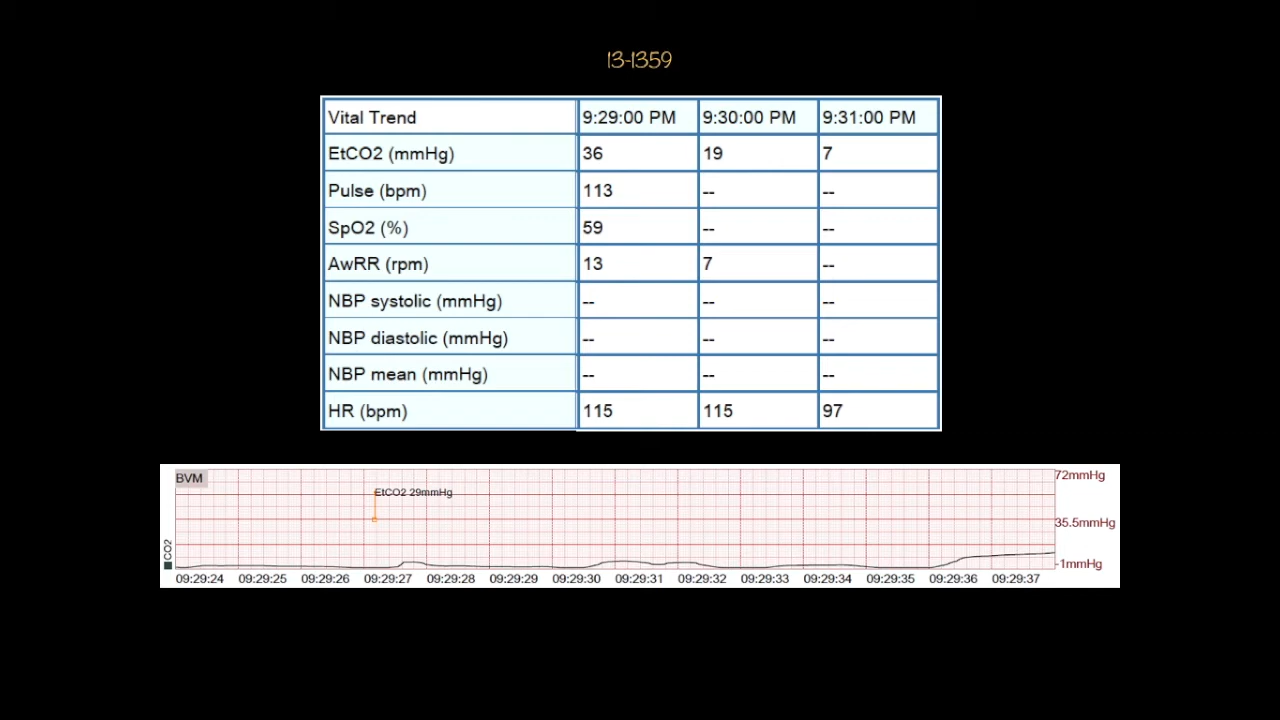 13-1359
Vital Trend 9:29:00 PM 9:30:00 PM 9:31:00 PM
EtCO2 (mmHg) 36 19 7
Pulse (bpm) 113 -- --
SpO2 (%) 59 -- --
AwRR (rpm) 13 7 --
NBP systolic (mmHg) -- -- --
NBP diastolic (mmHg) -- -- --
NBP mean (mmHg) -- -- --
HR (bpm) 115 115 97
BVM
72mmHg
EtCO2 29mmHg
35.5mmHg
CO2
-1mmHg
09:29:24 09:29:25 09:29:26 09:29:27 09:29:28 09:29:29 09:29:30 09:29:31 09:29:32 09:29:33 09:29:34 09:29:35 09:29:36 09:29:37